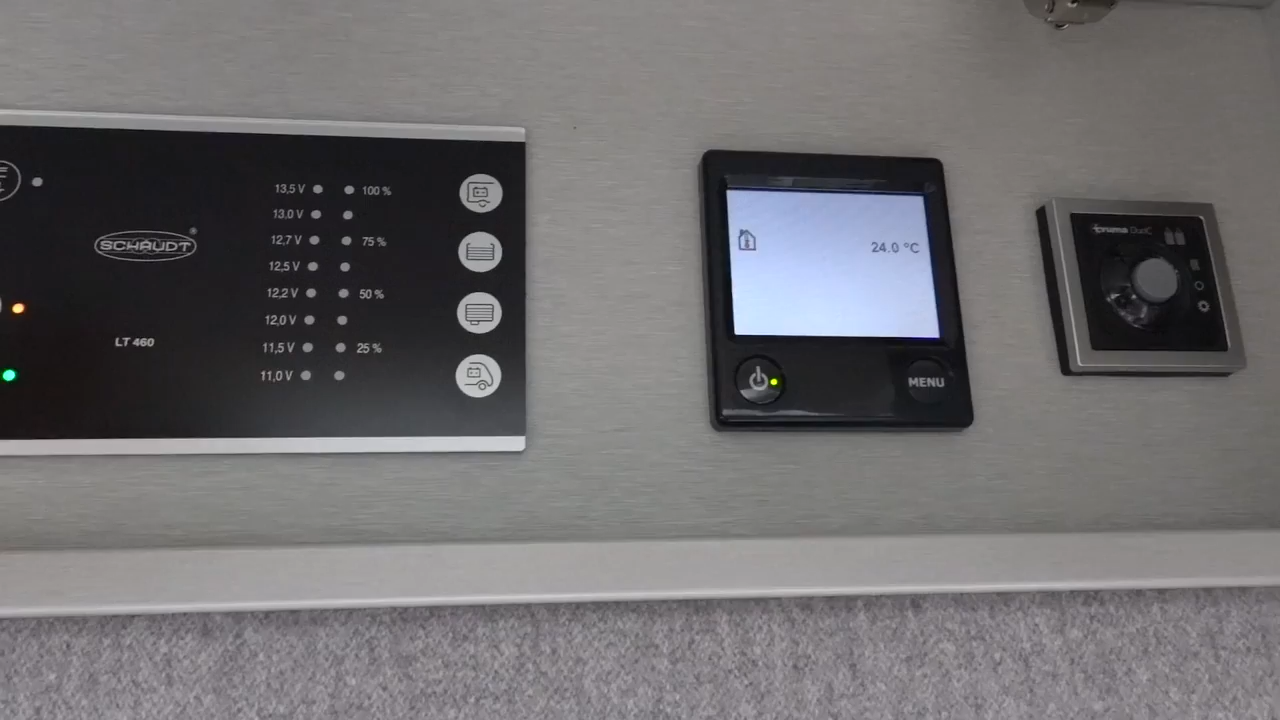 SCHAUDT
®
LT 460
13,5 V 100 %
13,0 V
12,7 V 75 %
12,5 V
12,2 V 50 %
12,0 V
11,5 V 25 %
11,0 V
24.0 °C
MENU
truma DuoC